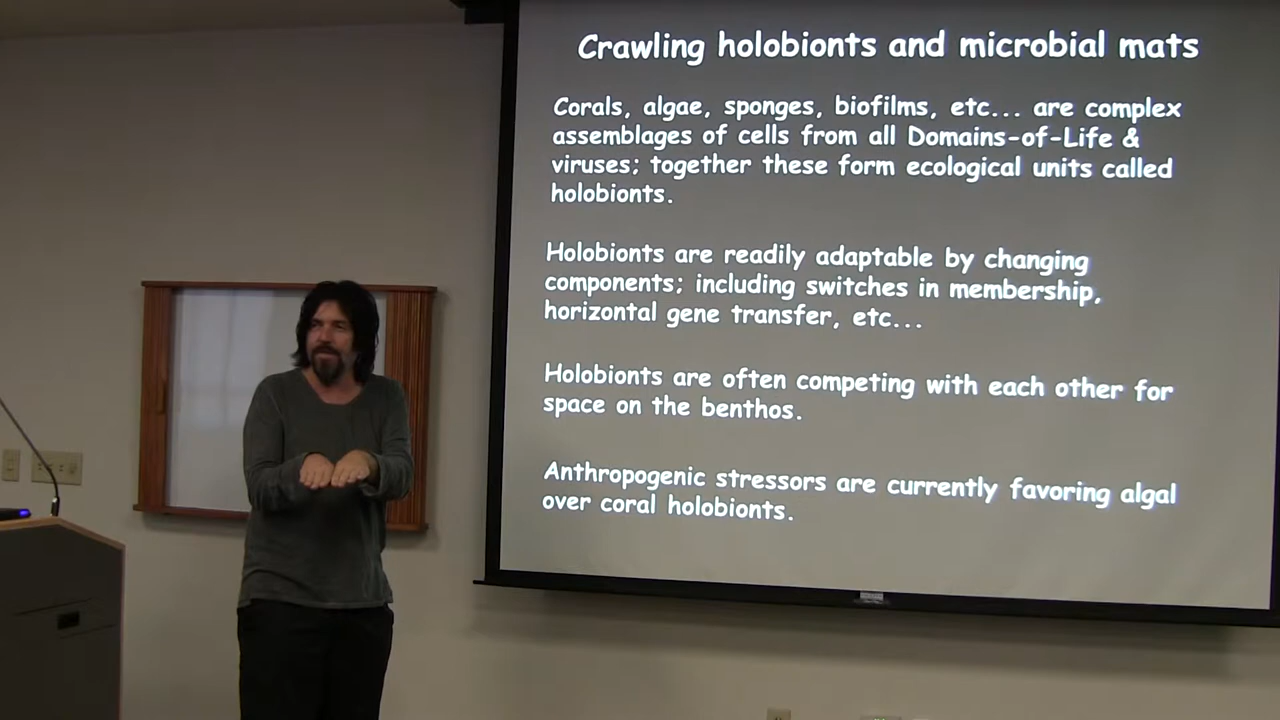 Crawling holobionts and microbial mats
Corals, algae, sponges, biofilms, etc... are complex
assemblages of cells from all Domains-of-Life &
viruses; together these form ecological units called
holobionts.
Holobionts are readily adaptable by changing
components; including switches in membership,
horizontal gene transfer, etc...
Holobionts are often competing with each other for
space on the benthos.
Anthropogenic stressors are currently favoring algal
over coral holobionts.